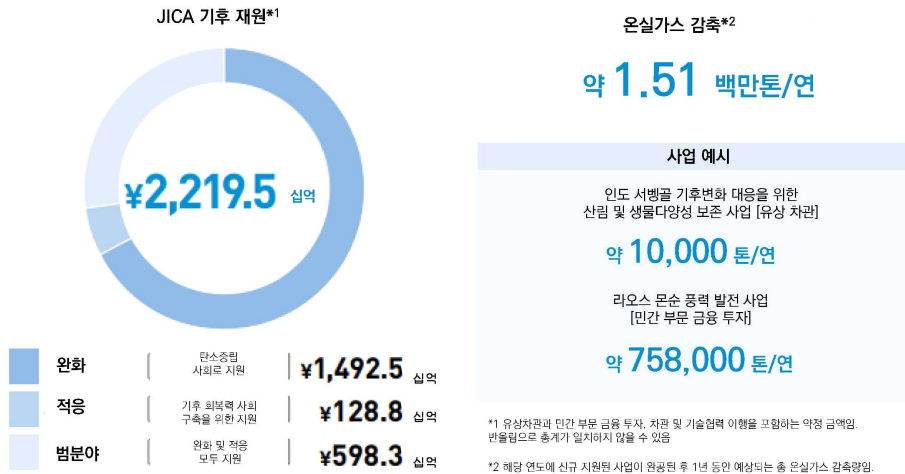 JICA 기후 재원*1
¥2,219.5 십억
완화
탄소중립
사회로 지원
¥1,492.5 십억
적응
기후 회복력 사회
구축을 위한 지원
¥128.8 십억
범분야
완화 및 적응
모두 지원
¥598.3 십억
온실가스 감축*2
약 1.51 백만톤/연
사업 예시
인도 서벵골 기후변화 대응을 위한
산림 및 생물다양성 보존 사업 [유상 차관]
약 10,000 톤/연
라오스 몬순 풍력 발전 사업
[민간 부문 금융 투자]
약 758,000 톤/연
*1 유상차관과 민간 부문 금융 투자, 차관 및 기술협력 이행을 포함하는 약정 금액임.
반올림으로 총계가 일치하지 않을 수 있음
*2 해당 연도에 신규 지원된 사업이 완공된 후 1년 동안 예상되는 총 온실가스 감축량임.